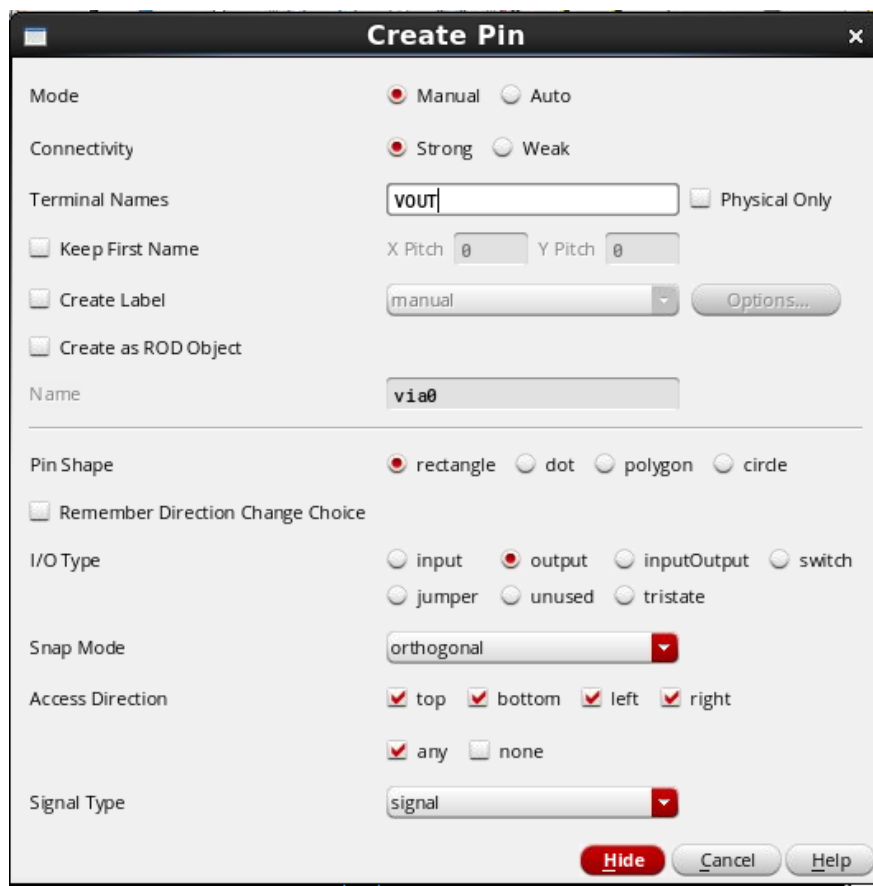 Create Pin
Mode Manual Auto
Connectivity Strong Weak
Terminal Names VOUT Physical Only
Keep First Name X Pitch 0 Y Pitch 0
Create Label manual Options...
Create as ROD Object
Name via0
Pin Shape rectangle dot polygon circle
Remember Direction Change Choice
I/O Type input output inputOutput switch
jumper unused tristate
Snap Mode orthogonal
Access Direction top bottom left right
any none
Signal Type signal
Hide Cancel Help